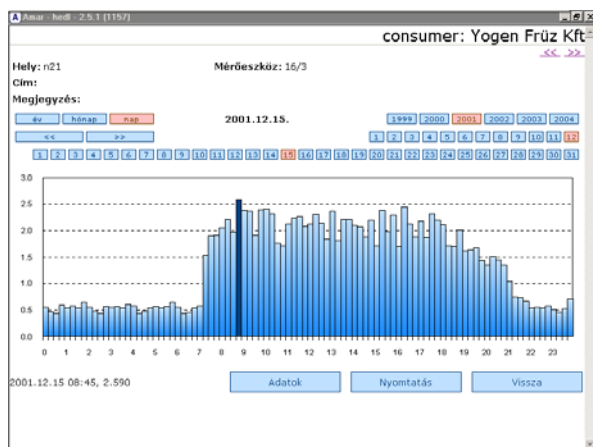 Amar - hedl - 2.5.1 (1157)
consumer: Yogen Früz Kft
<< >>
Hely: n21 Mérőeszköz: 16/3
Cím:
Megjegyzés:
év hónap nap 2001.12.15. 1999 2000 2001 2002 2003 2004
<< >> 1 2 3 4 5 6 7 8 9 10 11 12
1 2 3 4 5 6 7 8 9 10 11 12 13 14 15 16 17 18 19 20 21 22 23 24 25 26 27 28 29 30 31
3.0
2.5
2.0
1.5
1.0
0.5
0.0
0 1 2 3 4 5 6 7 8 9 10 11 12 13 14 15 16 17 18 19 20 21 22 23
2001.12.15 08:45, 2.590 Adatok Nyomtatás Vissza